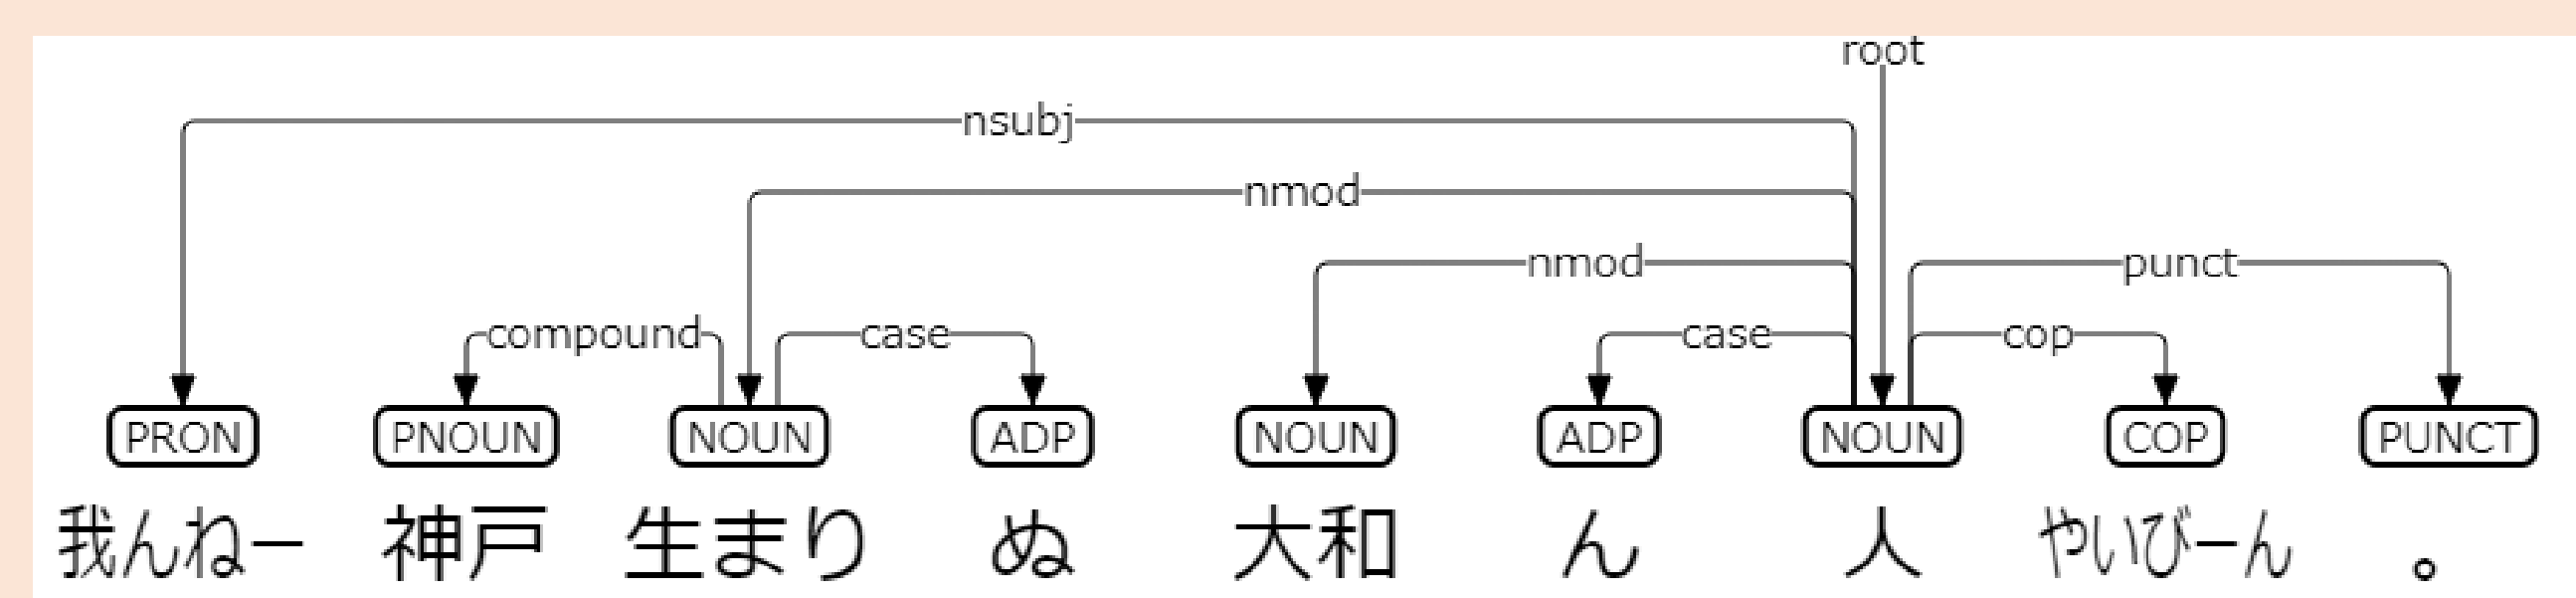 root
nsubj
nmod
nmod punct
compound case case cop
PRON PNOUN NOUN ADP NOUN ADP NOUN COP PUNCT
我んねー 神戸 生まり ぬ 大和 ん 人 やいびーん 。